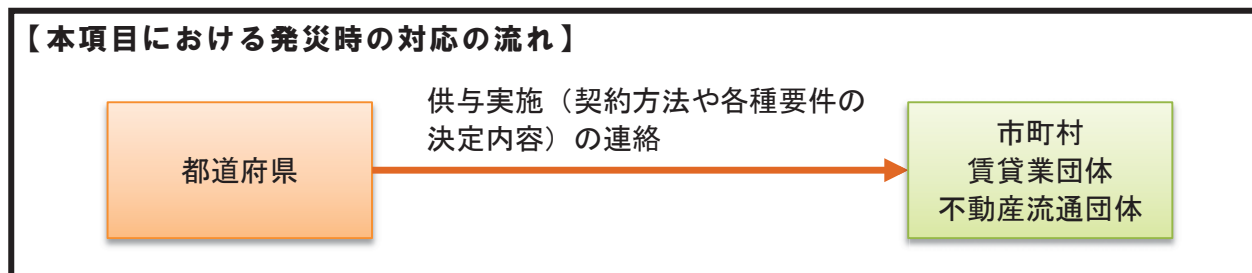 【本項目における発災時の対応の流れ】
供与実施（契約方法や各種要件の
決定内容）の連絡
都道府県
市町村
賃貸業団体
不動産流通団体